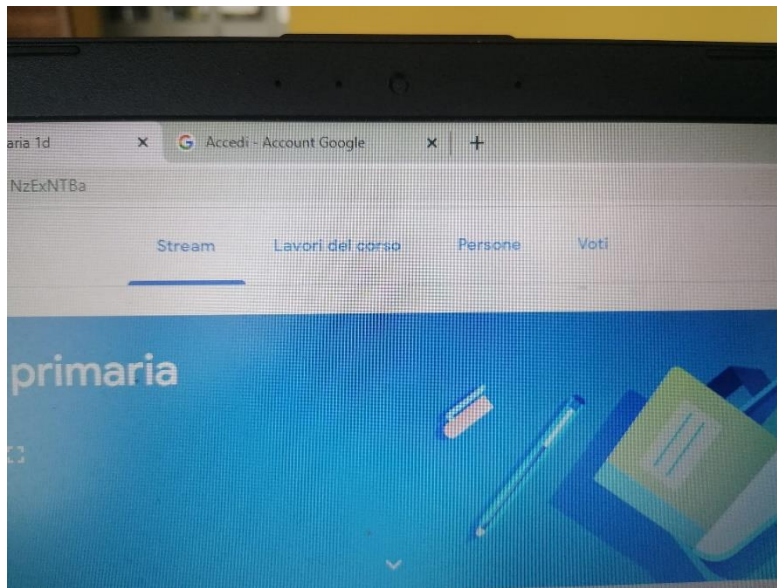 aria 1d
Accedi - Account Google
NzExNTBa
Stream Lavori del corso Persone Voti
primaria